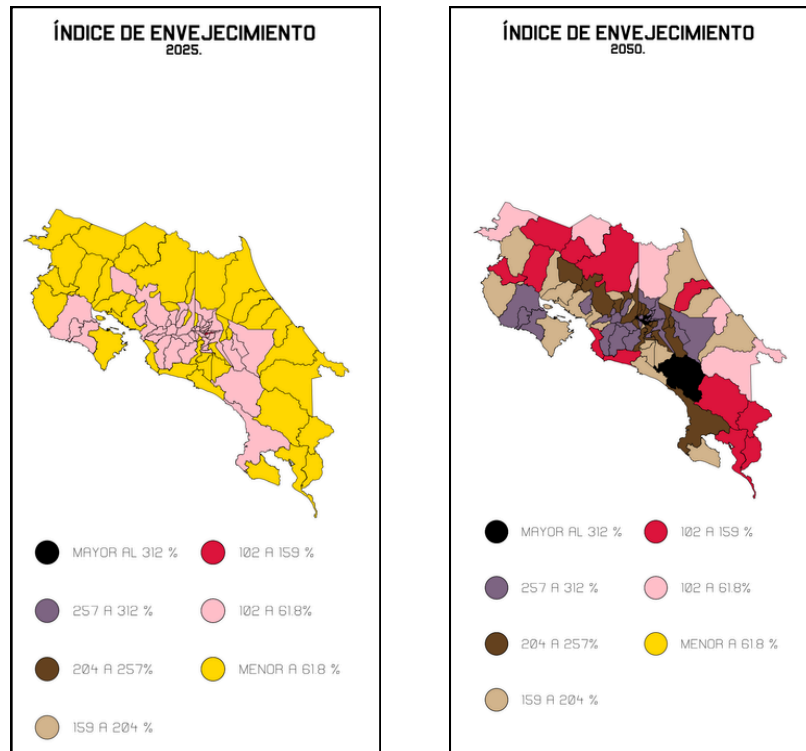 ÍNDICE DE ENVEJECIMIENTO
2025.
MAYOR AL 312 %
102 A 159 %
257 A 312 %
102 A 61.8%
204 A 257%
MENOR A 61.8 %
159 A 204 %
ÍNDICE DE ENVEJECIMIENTO
2050.
MAYOR AL 312 %
102 A 159 %
257 A 312 %
102 A 61.8%
204 A 257%
MENOR A 61.8 %
159 A 204 %